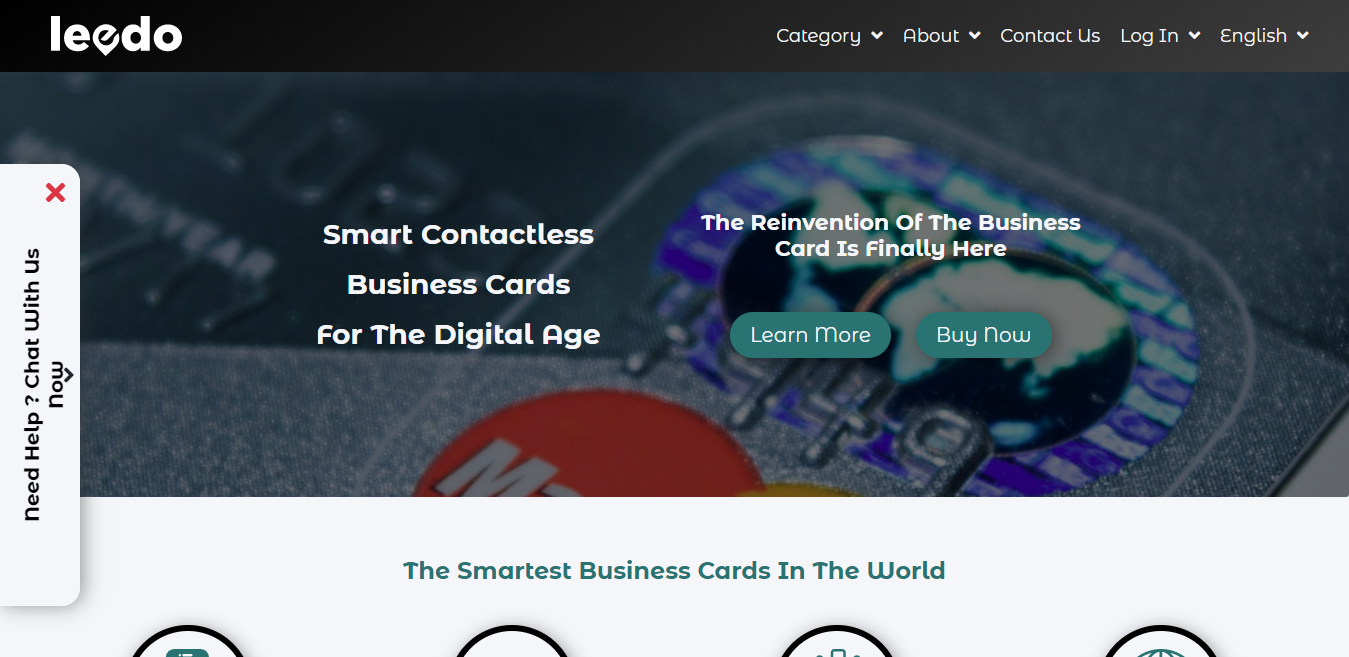 leedo
Category
About
Contact Us
Log In
English
MONTH/YEAR
Need Help ? Chat With Us
Now
Smart Contactless
Business Cards
For The Digital Age
The Reinvention Of The Business
Card Is Finally Here
Learn More
Buy Now
The Smartest Business Cards In The World